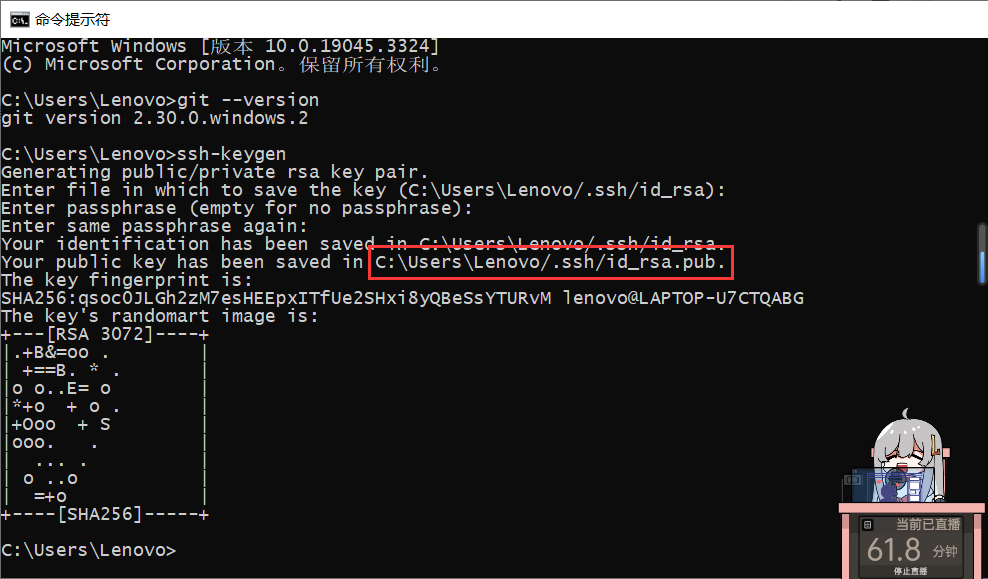 命令提示符
Microsoft Windows [版本 10.0.19045.3324]
(c) Microsoft Corporation。保留所有权利。
C:\Users\Lenovo>git --version
git version 2.30.0.windows.2
C:\Users\Lenovo>ssh-keygen
Generating public/private rsa key pair.
Enter file in which to save the key (C:\Users\Lenovo/.ssh/id_rsa):
Enter passphrase (empty for no passphrase):
Enter same passphrase again:
Your identification has been saved in C:\Users\Lenovo/.ssh/id_rsa.
Your public key has been saved in C:\Users\Lenovo/.ssh/id_rsa.pub.
The key fingerprint is:
SHA256:qsocOJLGh2zM7esHEEpxITfUe2SHxi8yQBeSsYTURvM lenovo@LAPTOP-U7CTQABG
The key's randomart image is:
+---[RSA 3072]----+
|.+B&=oo .        |
| +==B. * .       |
|o o..E= o        |
|*+o  + o .       |
|+Ooo  + S        |
|ooo.   .         |
|  ... .          |
| o ..o           |
|  =+o            |
+----[SHA256]-----+
C:\Users\Lenovo>
当前已直播
61.8 分钟
停止直播